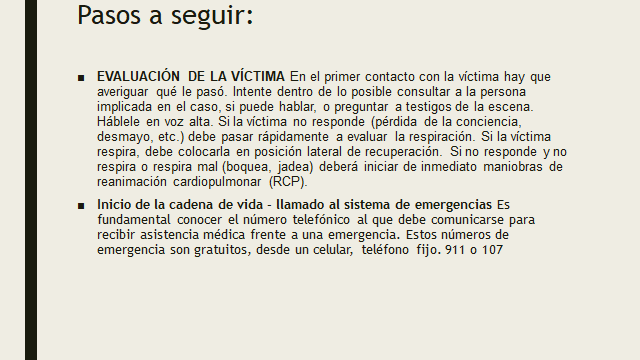 Pasos a seguir:
■ EVALUACIÓN DE LA VÍCTIMA En el primer contacto con la víctima hay que
averiguar qué le pasó. Intente dentro de lo posible consultar a la persona
implicada en el caso, si puede hablar, o preguntar a testigos de la escena.
Háblele en voz alta. Si la víctima no responde (pérdida de la conciencia,
desmayo, etc.) debe pasar rápidamente a evaluar la respiración. Si la víctima
respira, debe colocarla en posición lateral de recuperación. Si no responde y no
respira o respira mal (boquea, jadea) deberá iniciar de inmediato maniobras de
reanimación cardiopulmonar (RCP).
■ Inicio de la cadena de vida - llamado al sistema de emergencias Es
fundamental conocer el número telefónico al que debe comunicarse para
recibir asistencia médica frente a una emergencia. Estos números de
emergencia son gratuitos, desde un celular, teléfono fijo. 911 o 107